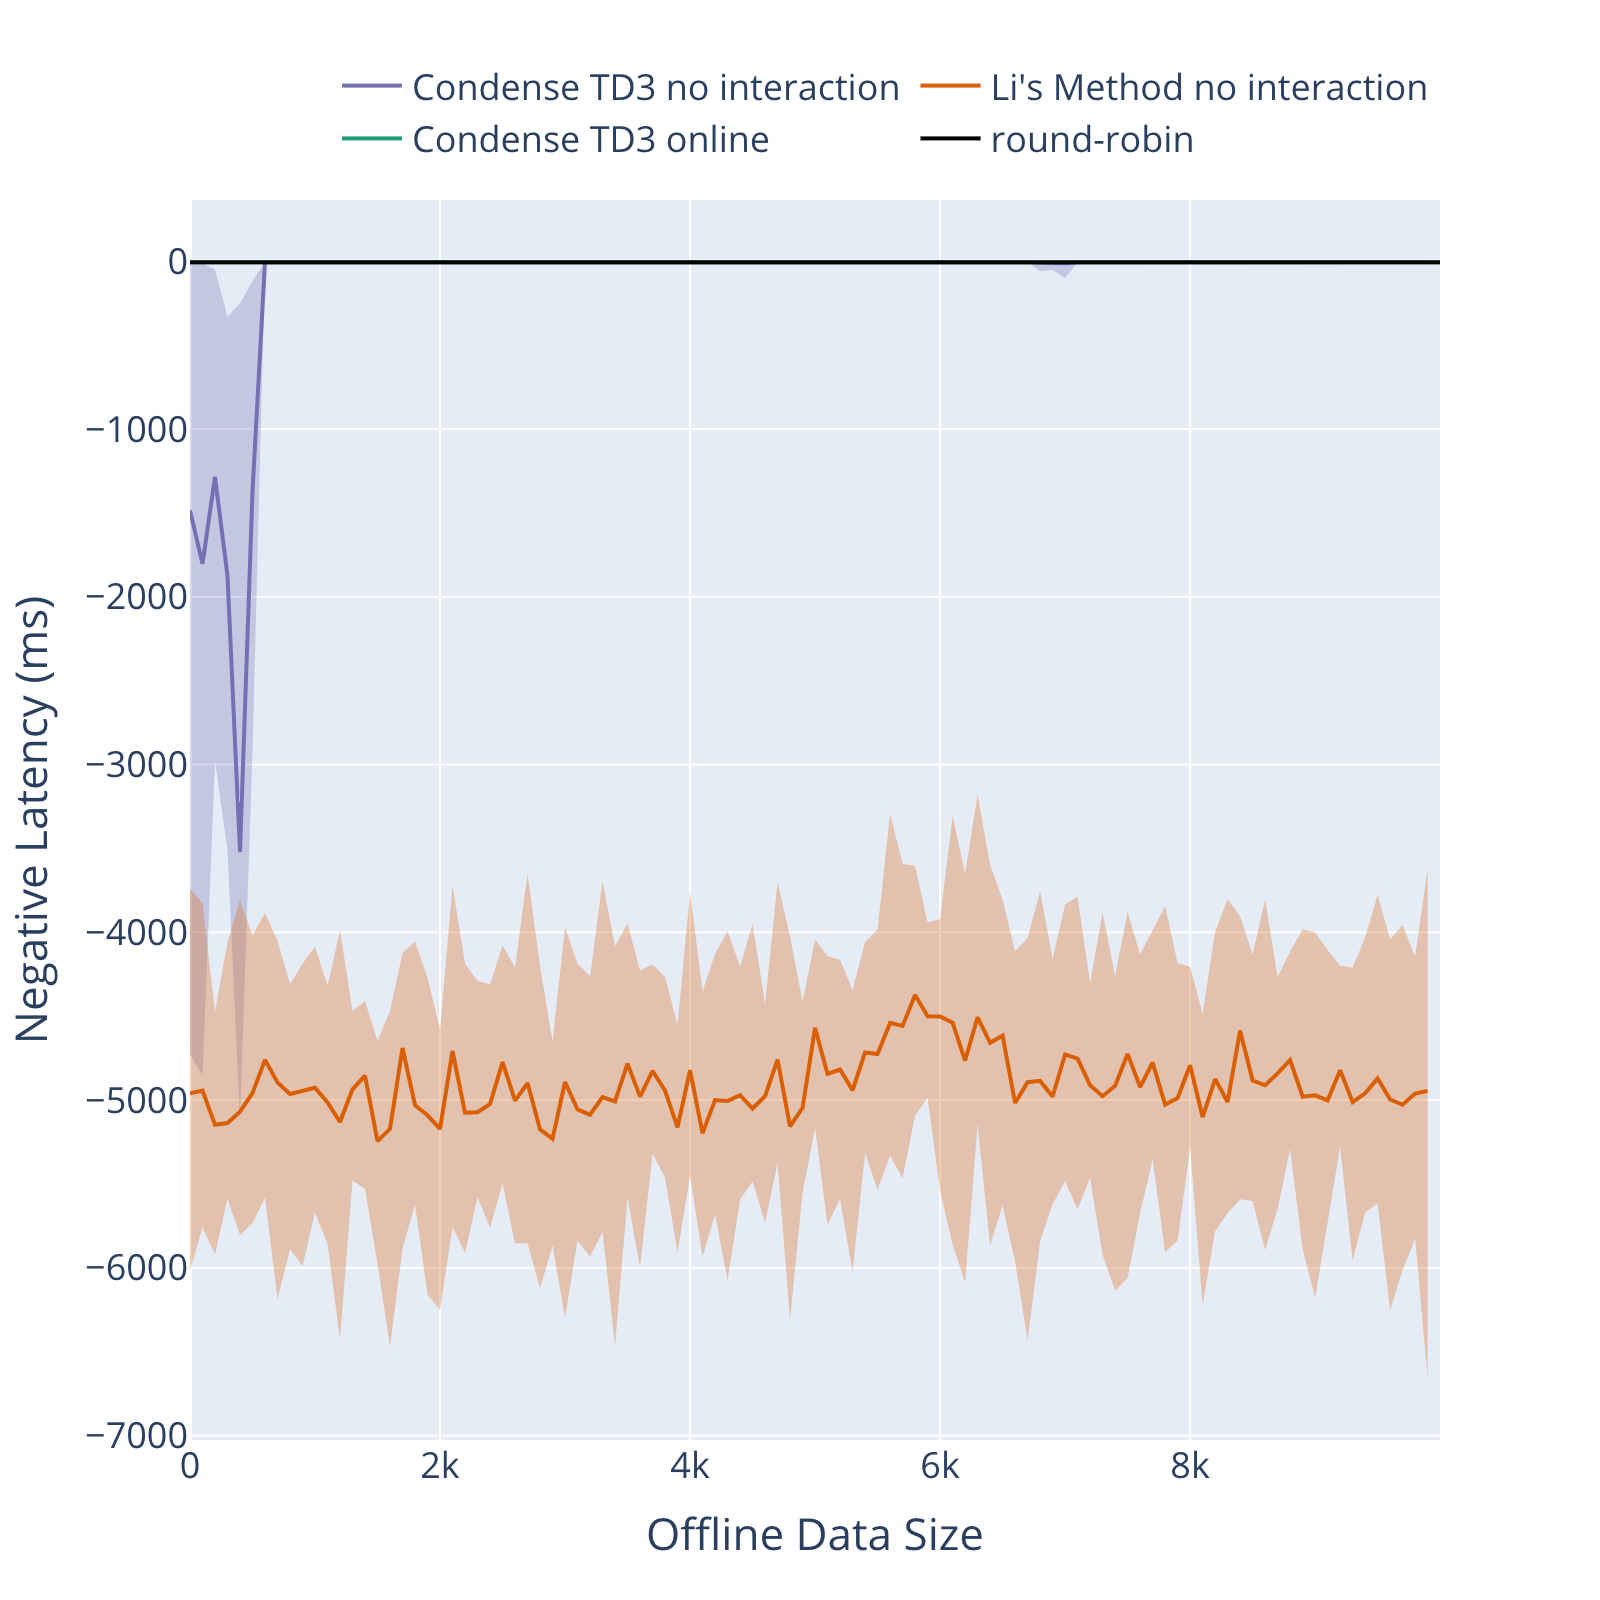 Condense TD3 no interaction
Li's Method no interaction
Condense TD3 online
round-robin
0
−1000
−2000
−3000
−4000
−5000
−6000
−7000
Negative Latency (ms)
0
2k
4k
6k
8k
Offline Data Size